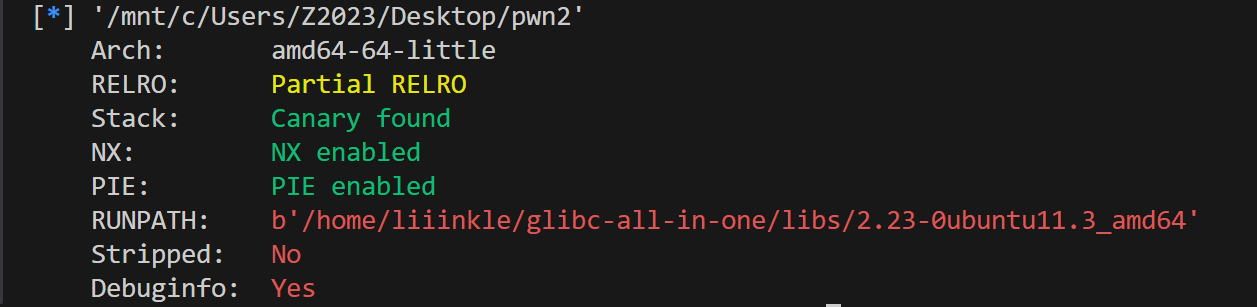 [*] '/mnt/c/Users/Z2023/Desktop/pwn2'
Arch: amd64-64-little
RELRO: Partial RELRO
Stack: Canary found
NX: NX enabled
PIE: PIE enabled
RUNPATH: b'/home/liiinkle/glibc-all-in-one/libs/2.23-0ubuntu11.3_amd64'
Stripped: No
Debuginfo: Yes